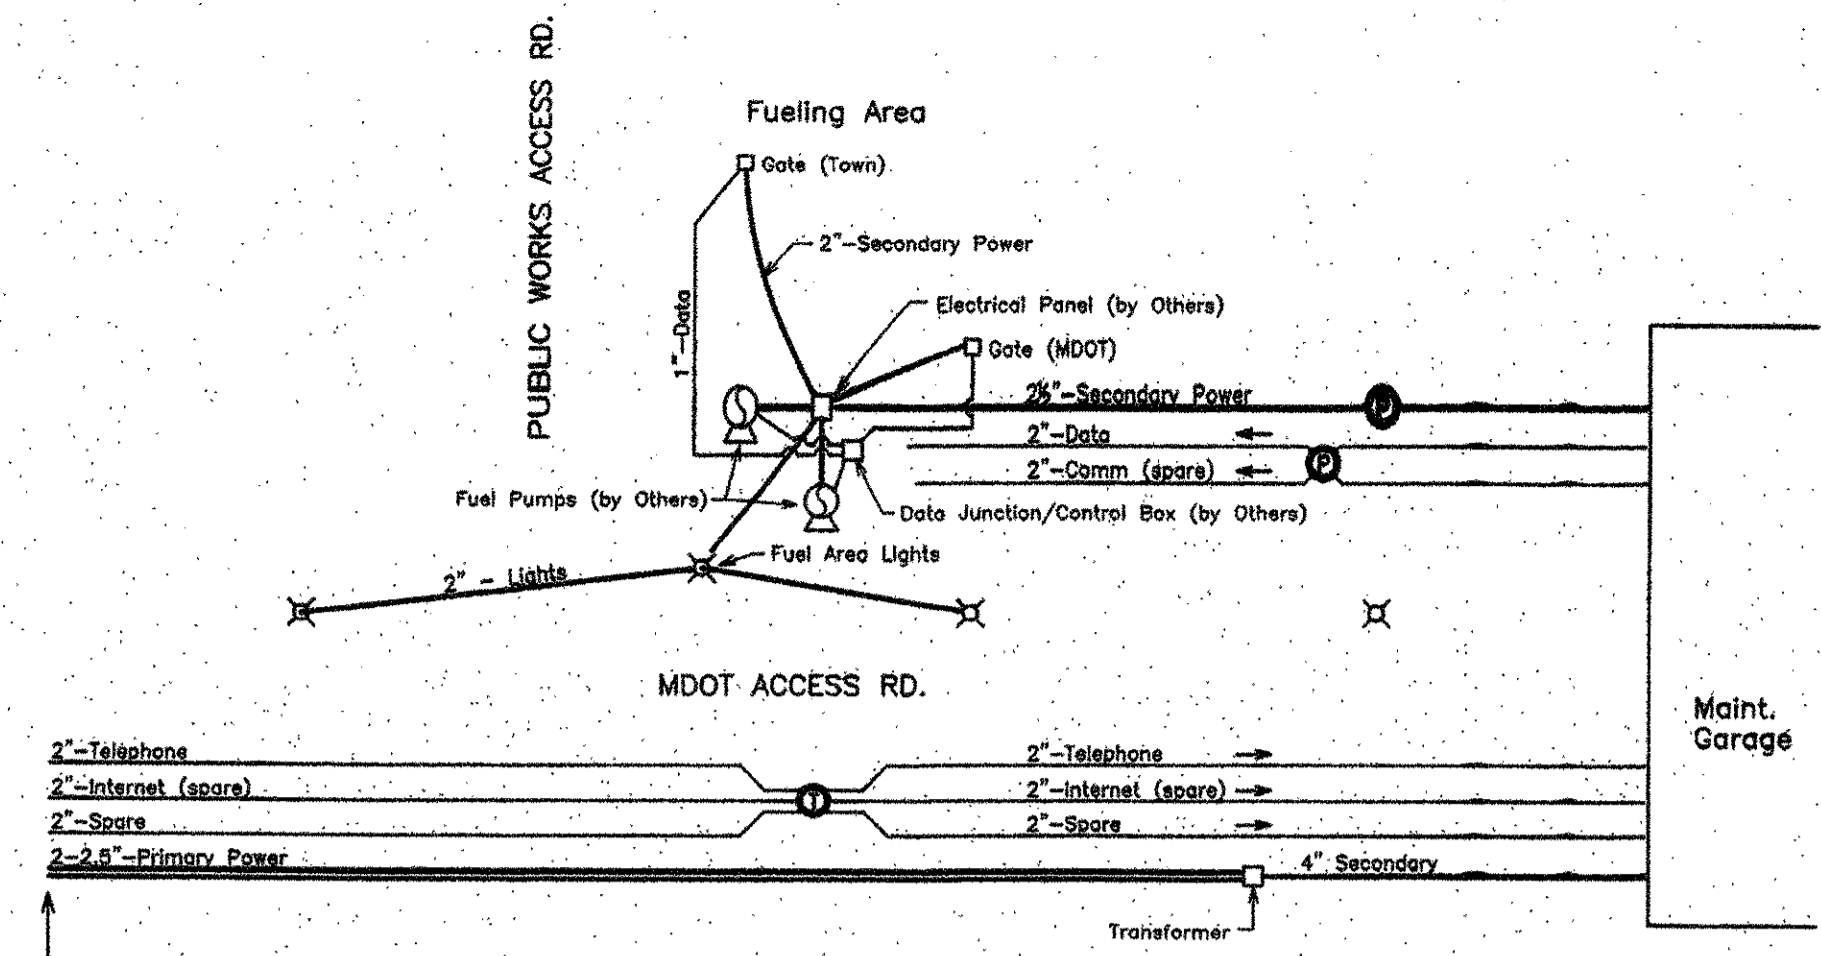 PUBLIC WORKS ACCESS RD.
Fueling Area
Gate (Town)
2"-Secondary Power
1"-Data
Electrical Panel (by Others)
Gate (MDOT)
2½"-Secondary Power
P
2"-Data
2"-Comm (spare)
P
Fuel Pumps (by Others)
Data Junction/Control Box (by Others)
Fuel Area Lights
2" - Lights
MDOT ACCESS RD.
Maint.
Garage
2"-Telephone
2"-Telephone
2"-Internet (spare)
T
2"-Internet (spare)
2"-Spare
2"-Spare
2-2.5"-Primary Power
4" Secondary
Transformer